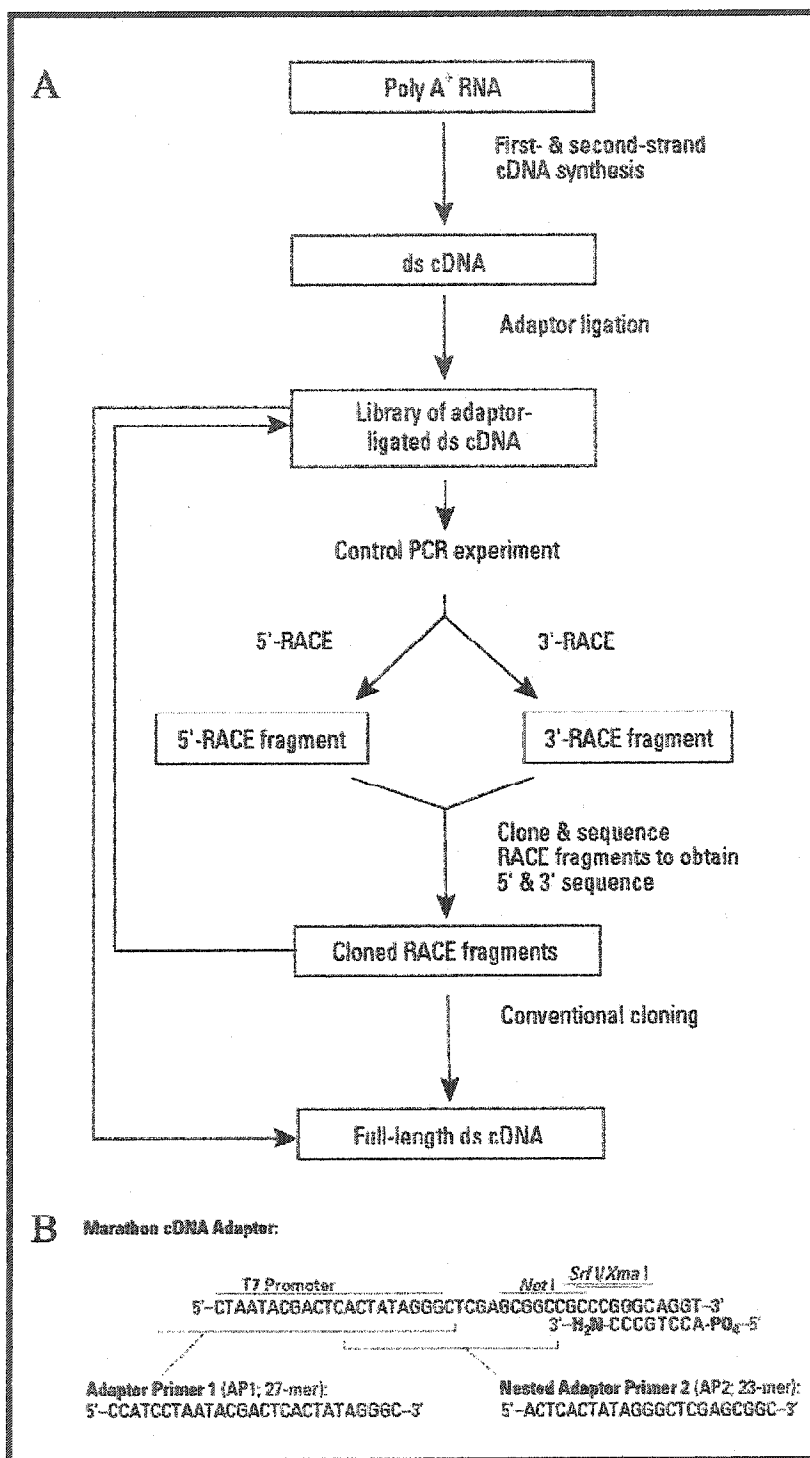 A
Poly A+ RNA
First- & second-strand
cDNA synthesis
ds cDNA
Adaptor ligation
Library of adaptor-
ligated ds cDNA
Control PCR experiment
5'-RACE
3'-RACE
5'-RACE fragment
3'-RACE fragment
Clone & sequence
RACE fragments to obtain
5' & 3' sequence
Cloned RACE fragments
Conventional cloning
Full-length ds cDNA
B Marathon cDNA Adaptor:
T7 Promoter Not I Srf I/Xma I
5'-CTAATACGACTCACTATAGGGCTCGAGCGGCCGCCCGGGCAGGT-3'
3'-H2N-CCCGTCCA-PO4-5'
Adaptor Primer 1 (AP1; 27-mer):
5'-CCATCCTAATACGACTCACTATAGGGC-3'
Nested Adaptor Primer 2 (AP2; 23-mer):
5'-ACTCACTATAGGGCTCGAGCGGC-3'